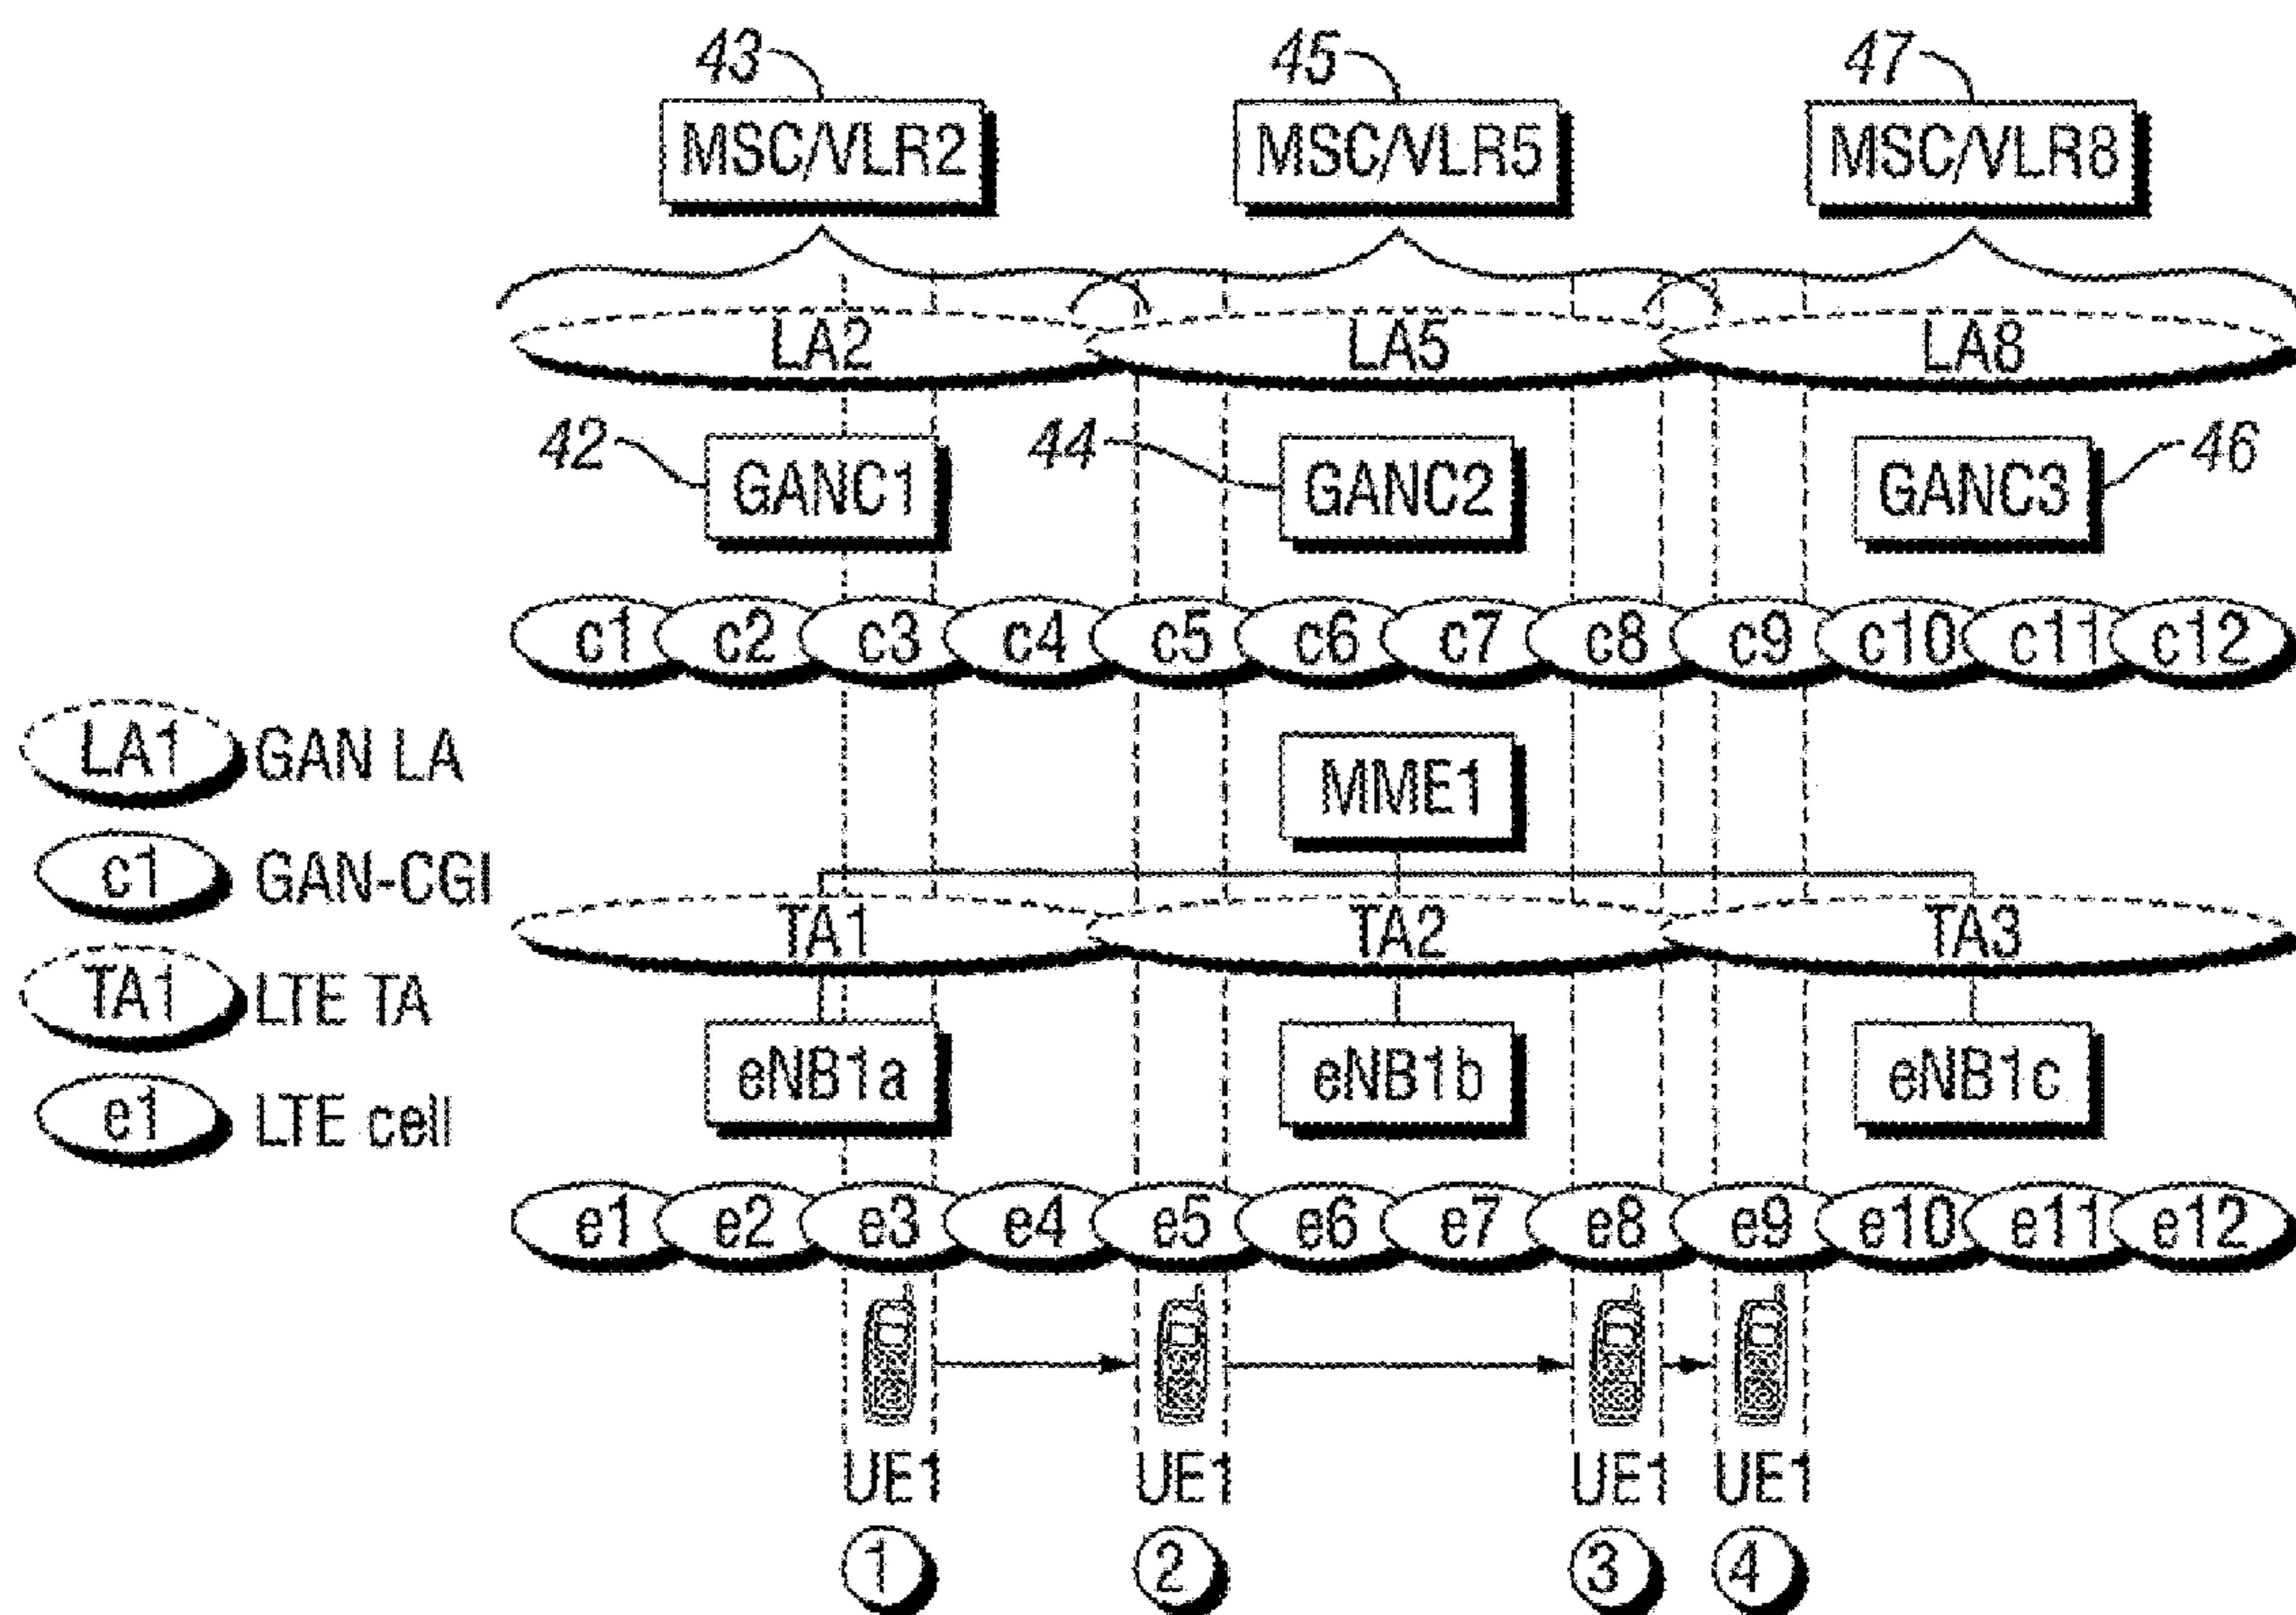 43 45 47
MSC/VLR2 MSC/VLR5 MSC/VLR8
LA2 LA5 LA8
42 44 46
GANC1 GANC2 GANC3
c1 c2 c3 c4 c5 c6 c7 c8 c9 c10 c11 c12
LA1 GAN LA
MME1
c1 GAN-CGI
TA1 TA2 TA3
TA1 LTE TA
eNB1a eNB1b eNB1c
e1 LTE cell
e1 e2 e3 e4 e5 e6 e7 e8 e9 e10 e11 e12
UE1 UE1 UE1 UE1
1 2 3 4